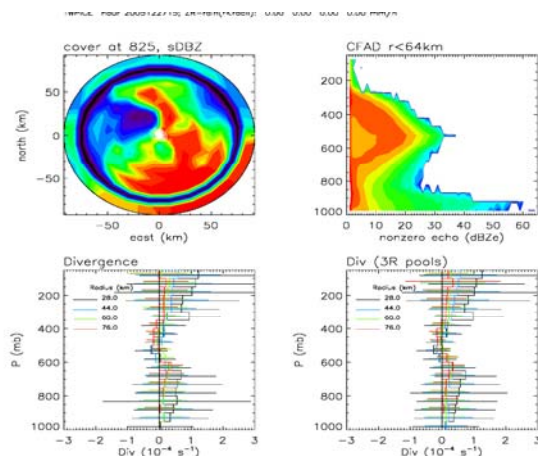 cover at 825, sDBZ
CFAD r<64km
north (km)
50
0
-50
-50 0 50
east (km)
200
400
600
800
1000
0 20 40 60
nonzero echo (dBZe)
Divergence
Div (3R pools)
P (mb)
200
400
600
800
1000
Radius (km)
28.0
44.0
60.0
76.0
-3 -2 -1 0 1 2 3
Div (10⁻⁴ s⁻¹)
P (mb)
200
400
600
800
1000
Radius (km)
28.0
44.0
60.0
76.0
-3 -2 -1 0 1 2 3
Div (10⁻⁴ s⁻¹)